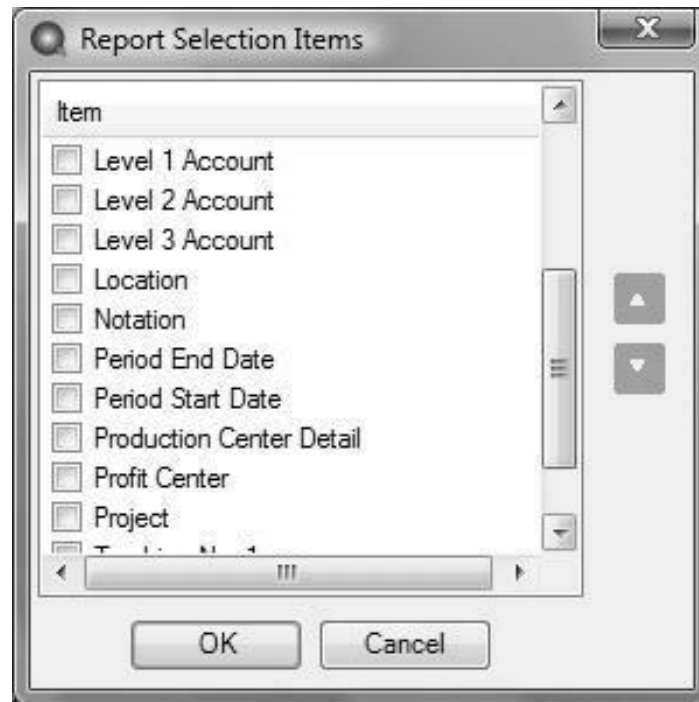 Report Selection Items
Item
Level 1 Account
Level 2 Account
Level 3 Account
Location
Notation
Period End Date
Period Start Date
Production Center Detail
Profit Center
Project
OK Cancel